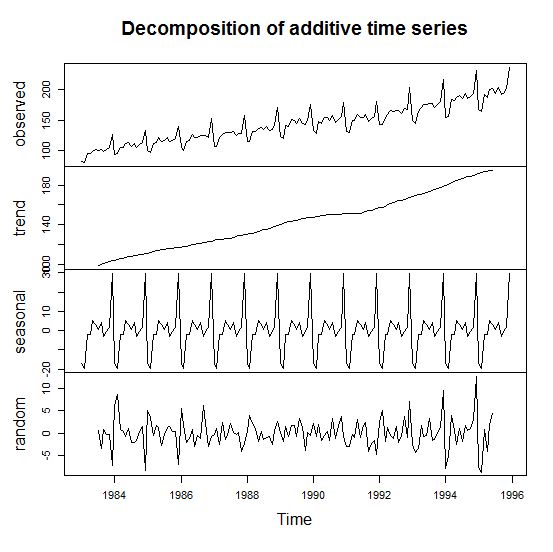 Decomposition of additive time series
observed
100 150 200
trend
100 140 180
seasonal
-20 0 10 30
random
-5 0 5 10
1984 1986 1988 1990 1992 1994 1996
Time